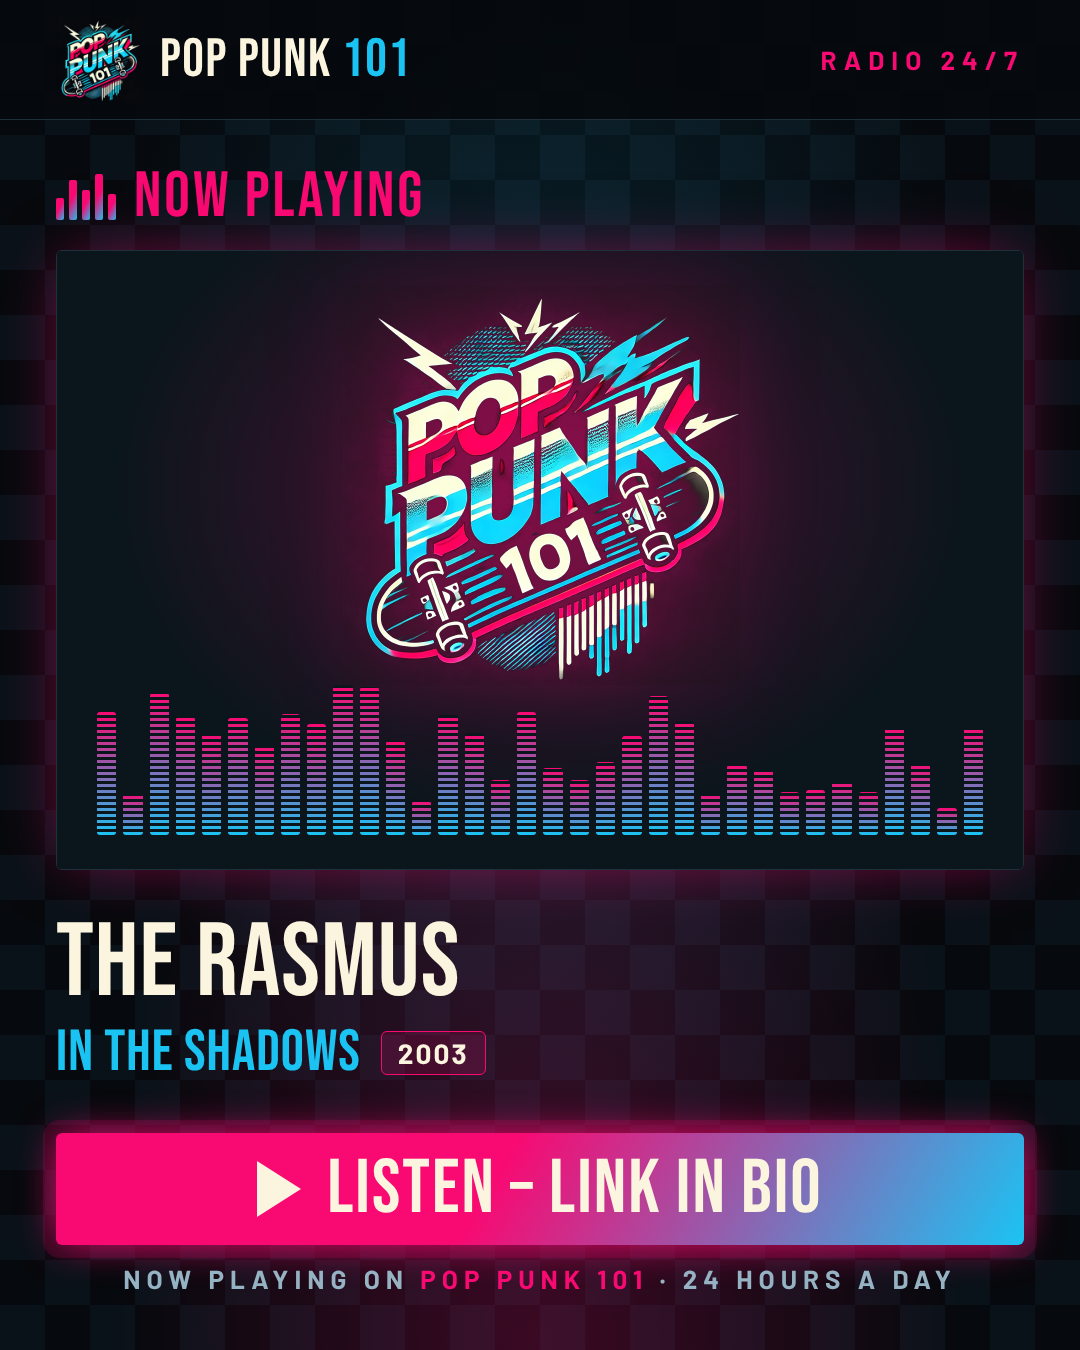 POP PUNK 101
POP PUNK 101
RADIO 24/7
NOW PLAYING
POP
PUNK
101
THE RASMUS
IN THE SHADOWS 2003
LISTEN – LINK IN BIO
NOW PLAYING ON POP PUNK 101 · 24 HOURS A DAY